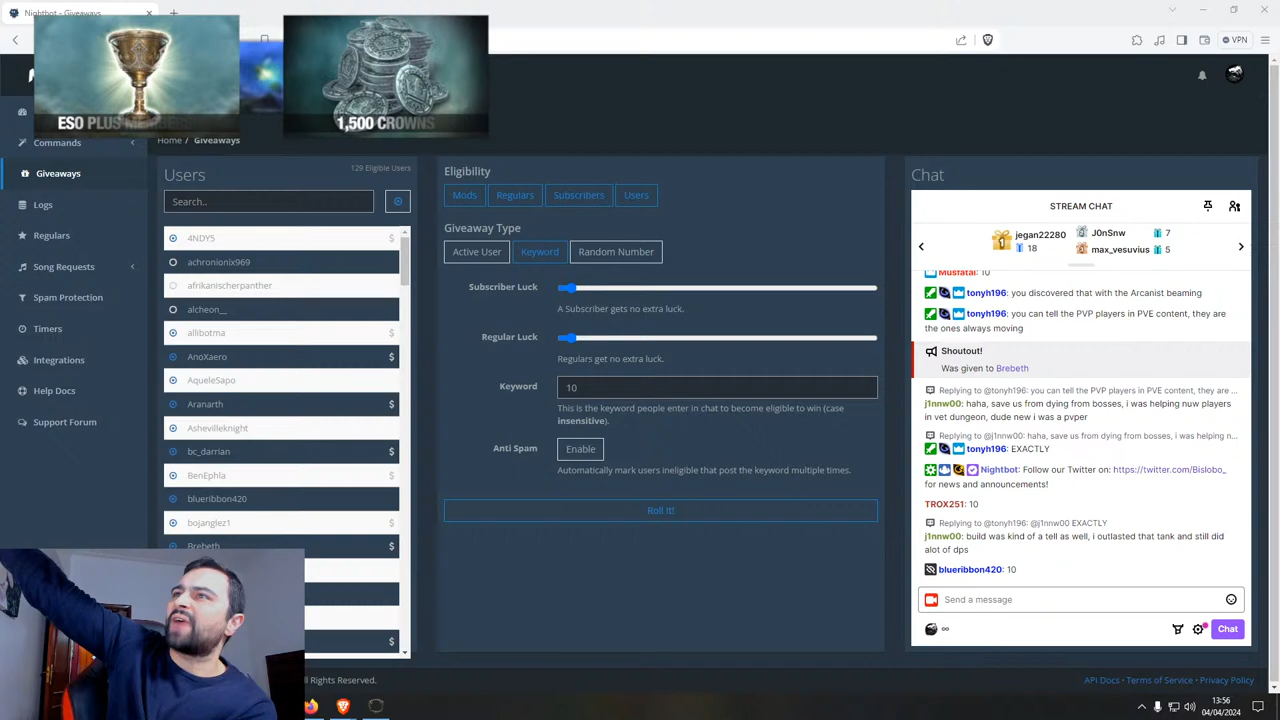 Nightbot - Giveaways
VPN
ESO PLUS MEMBERS
1,500 CROWNS
Home / Giveaways
Commands
Giveaways
Logs
Regulars
Song Requests
Spam Protection
Timers
Integrations
Help Docs
Support Forum
Users
129 Eligible Users
Search..
4NDY5 $
achronionix969
afrikanischerpanther
alcheon__
allibotma $
AnoXaero $
AqueleSapo $
Aranarth $
Ashevilleknight $
bc_darrian $
BenEphla $
blueribbon420
bojanglez1 $
Brebeth $
$
Eligibility
Mods
Regulars
Subscribers
Users
Giveaway Type
Active User
Keyword
Random Number
Subscriber Luck
A Subscriber gets no extra luck.
Regular Luck
Regulars get no extra luck.
Keyword
10
This is the keyword people enter in chat to become eligible to win (case
insensitive).
Anti Spam
Enable
Automatically mark users ineligible that post the keyword multiple times.
Roll It!
Chat
STREAM CHAT
jegan22280
18
J0nSnw 7
max_vesuvius 5
Musfatal: 10
tonyh196: you discovered that with the Arcanist beaming
tonyh196: you can tell the PVP players in PVE content, they are
the ones always moving
Shoutout!
Was given to Brebeth
Replying to @tonyh196: you can tell the PVP players in PVE content, they are ...
j1nnw00: haha, save us from dying from bosses, i was helping nuw players
in vet dungeon, dude new i was a pvper
Replying to @j1nnw00: haha, save us from dying from bosses, i was helping n...
tonyh196: EXACTLY
Nightbot: Follow our Twitter on: https://twitter.com/Bislobo_
for news and announcements!
TROX251: 10
Replying to @tonyh196: @j1nnw00 EXACTLY
j1nnw00: build was kind of a tell as well, i outlasted that tank and still did
alot of dps
blueribbon420: 10
Send a message
∞
Chat
ll Rights Reserved.
API Docs · Terms of Service · Privacy Policy
13:56
04/04/2024